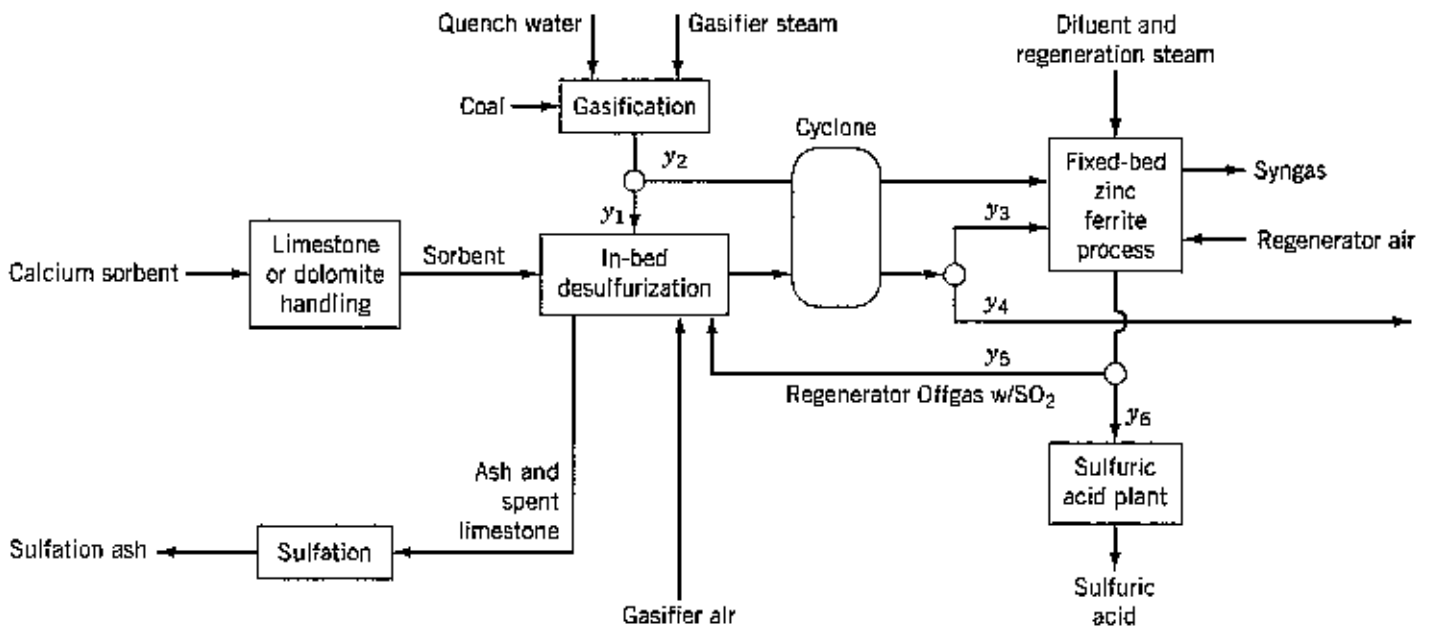 Quench water
Gasifier steam
Diluent and
regeneration steam
Coal
Gasification
Cyclone
y2
Fixed-bed
zinc
ferrite
process
Syngas
y1
y3
Limestone
or dolomite
handling
Sorbent
In-bed
desulfurization
Regenerator air
Calcium sorbent
y4
y5
Regenerator Offgas w/SO2
y6
Ash and
spent
limestone
Sulfuric
acid plant
Sulfation ash
Sulfation
Gasifier air
Sulfuric
acid